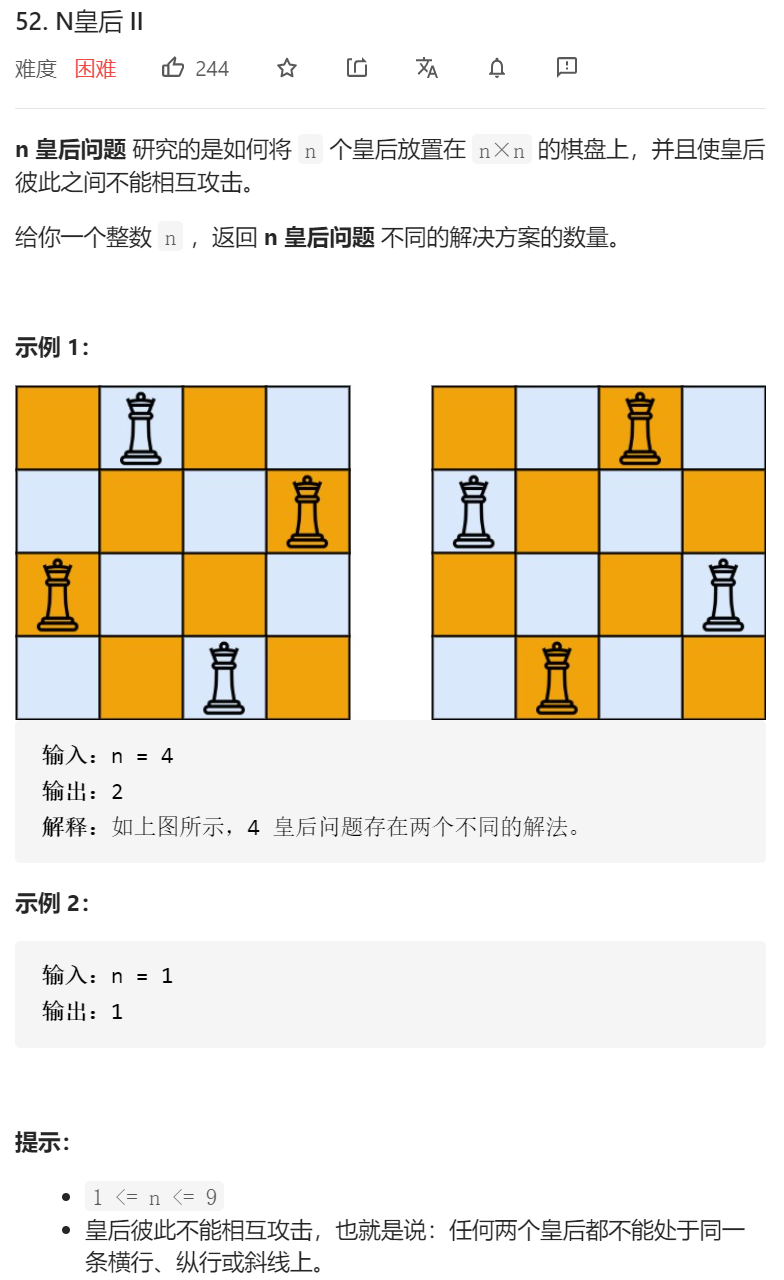 52. N皇后 II
难度 困难 244
n 皇后问题 研究的是如何将 n 个皇后放置在 n×n 的棋盘上，并且使皇后
彼此之间不能相互攻击。
给你一个整数 n ，返回 n 皇后问题 不同的解决方案的数量。
示例 1：
输入：n = 4
输出：2
解释：如上图所示，4 皇后问题存在两个不同的解法。
示例 2：
输入：n = 1
输出：1
提示：
1 <= n <= 9
皇后彼此不能相互攻击，也就是说：任何两个皇后都不能处于同一
条横行、纵行或斜线上。